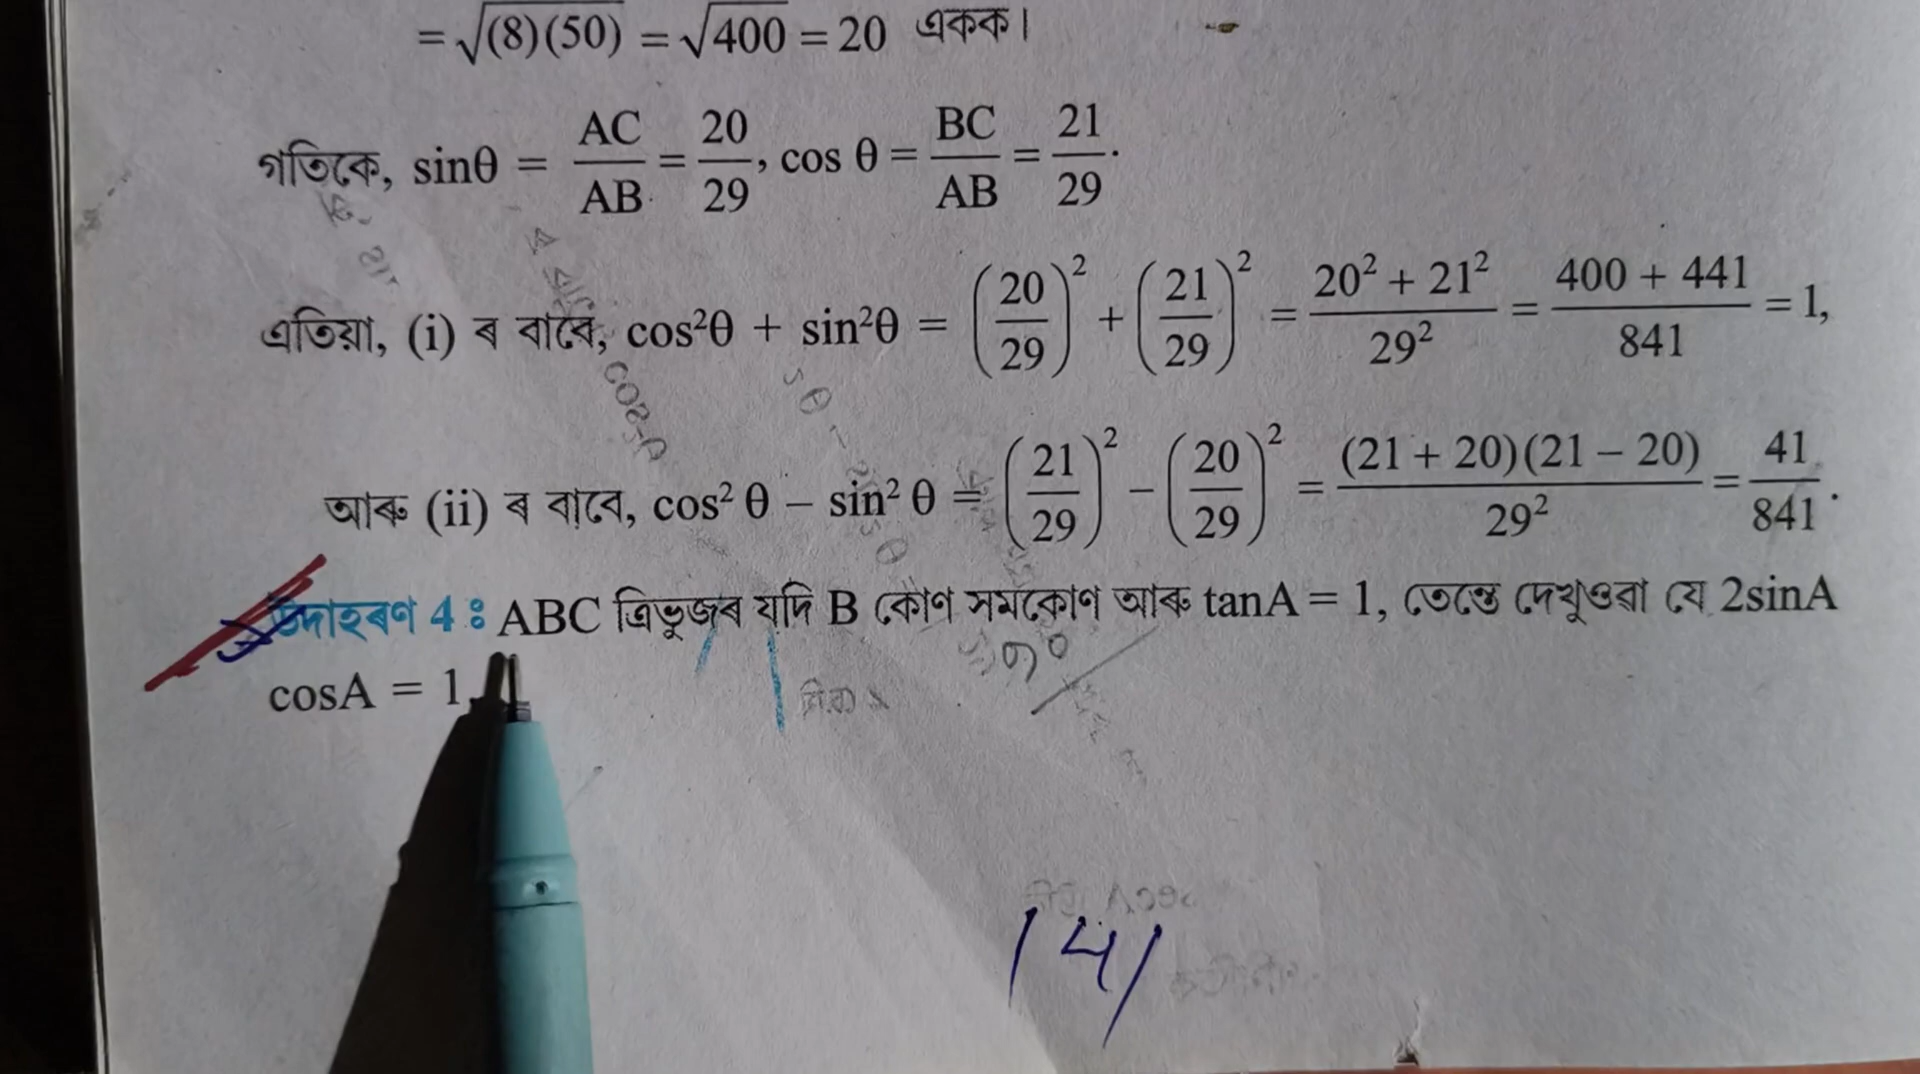 = √(8)(50) = √400 = 20 একক।
গতিকে, sinθ = AC/AB = 20/29, cos θ = BC/AB = 21/29.
এতিয়া, (i) ৰ বাবে, cos²θ + sin²θ = (20/29)² + (21/29)² = (20² + 21²)/29² = (400 + 441)/841 = 1,
আৰু (ii) ৰ বাবে, cos² θ – sin² θ = (21/29)² – (20/29)² = (21 + 20)(21 – 20)/29² = 41/841.
উদাহৰণ 4 : ABC ত্ৰিভুজৰ যদি B কোণ সমকোণ আৰু tanA = 1, তেন্তে দেখুওৱা যে 2sinA
cosA = 1